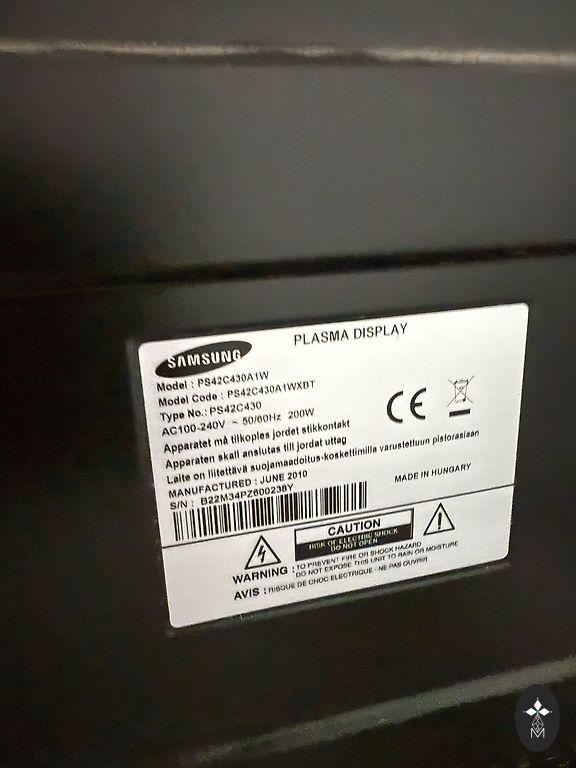 PLASMA DISPLAY
SAMSUNG
Model : PS42C430A1W
Model Code : PS42C430A1WXBT
Type No.: PS42C430
AC100-240V ~ 50/60Hz 200W
Apparatet må tilkoples jordet stikkontakt
Apparaten skall anslutas till jordat uttag
Laite on liitettävä suojamaadoitus-koskettimilla varustettuun pistorasiaan
MANUFACTURED : JUNE 2010
MADE IN HUNGARY
S/N : B22M34PZ600238Y
CE
CAUTION
RISK OF ELECTRIC SHOCK
DO NOT OPEN
WARNING : TO PREVENT FIRE OR SHOCK HAZARD
DO NOT EXPOSE THIS UNIT TO RAIN OR MOISTURE
AVIS : RISQUE DE CHOC ELECTRIQUE - NE PAS OUVRIR
M